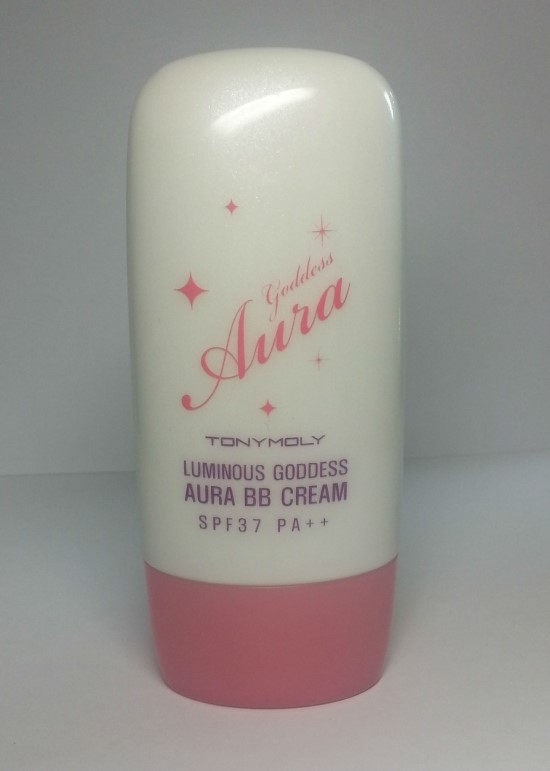 Goddess
Aura
TONYMOLY
LUMINOUS GODDESS
AURA BB CREAM
SPF37 PA++